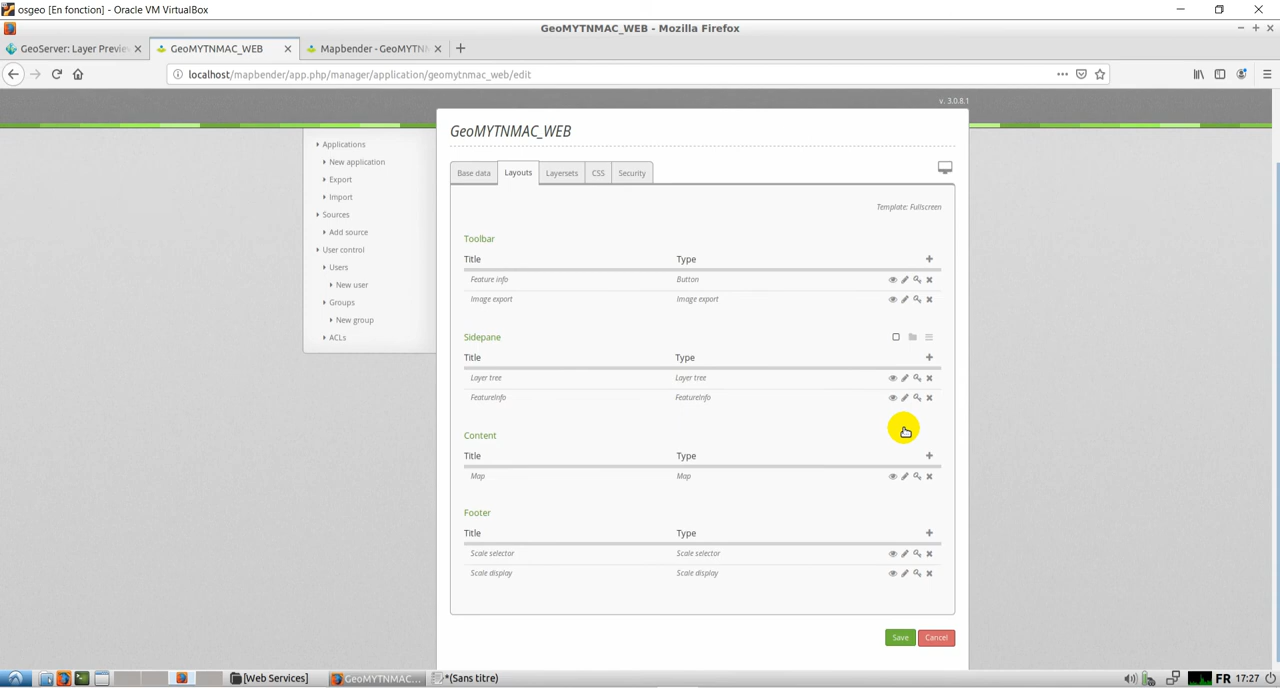 osgeo [En fonction] - Oracle VM VirtualBox
GeoMYTNMAC_WEB - Mozilla Firefox
GeoServer: Layer Previe
GeoMYTNMAC_WEB
Mapbender - GeoMYTN
localhost/mapbender/app.php/manager/application/geomytnmac_web/edit
v. 3.0.8.1
Applications
New application
Export
Import
Sources
Add source
User control
Users
New user
Groups
New group
ACLs
GeoMYTNMAC_WEB
Base data
Layouts
Layersets
CSS
Security
Template: Fullscreen
Toolbar
Title Type
Feature info Button
Image export Image export
Sidepane
Title Type
Layer tree Layer tree
FeatureInfo FeatureInfo
Content
Title Type
Map Map
Footer
Title Type
Scale selector Scale selector
Scale display Scale display
Save Cancel
[Web Services]
GeoMYTNMAC...
*(Sans titre)
FR 17:27